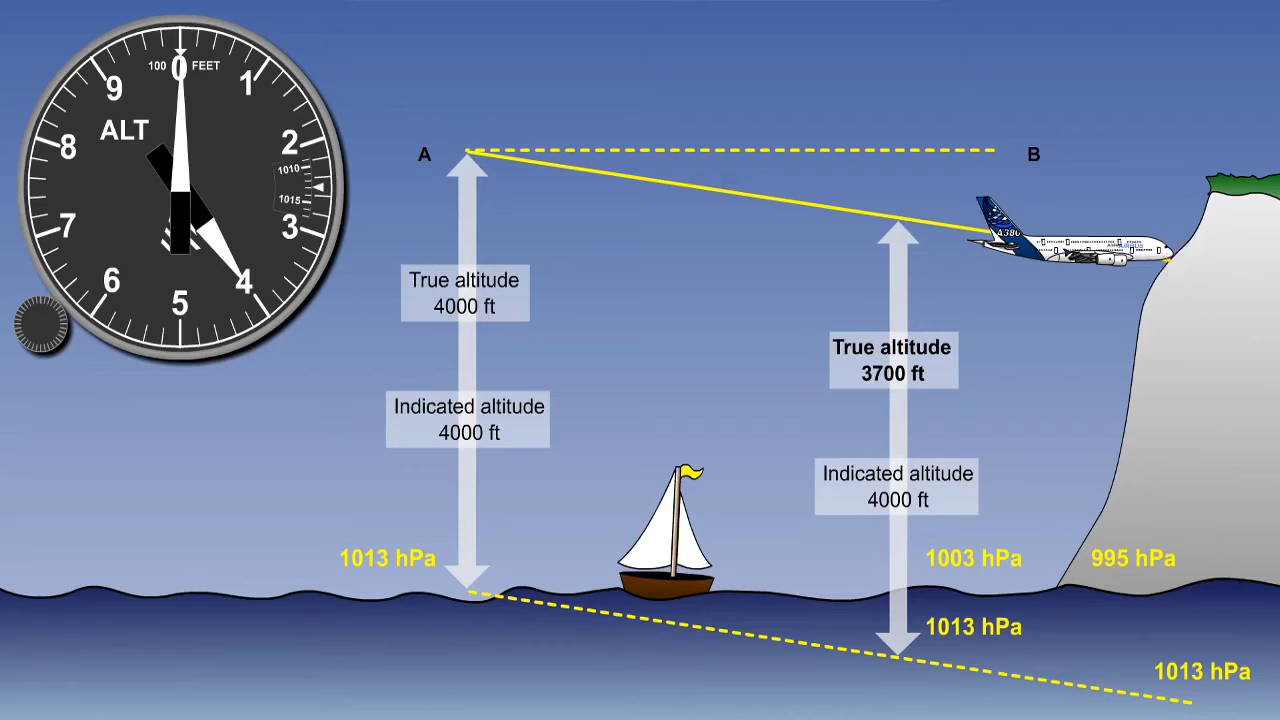 100 0 FEET
1
2
3
4
5
6
7
8
9
ALT
1010
1015
A
B
A380
True altitude
4000 ft
Indicated altitude
4000 ft
True altitude
3700 ft
Indicated altitude
4000 ft
1013 hPa
1003 hPa
995 hPa
1013 hPa
1013 hPa